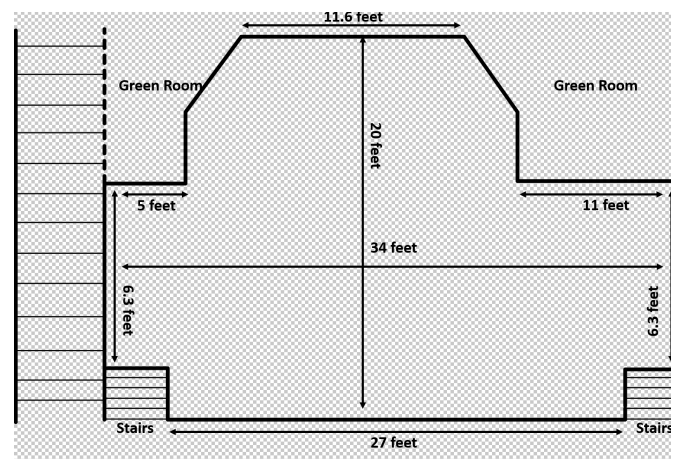 11.6 feet
Green Room
Green Room
20 feet
5 feet
11 feet
34 feet
6.3 feet
6.3 feet
Stairs
Stairs
27 feet